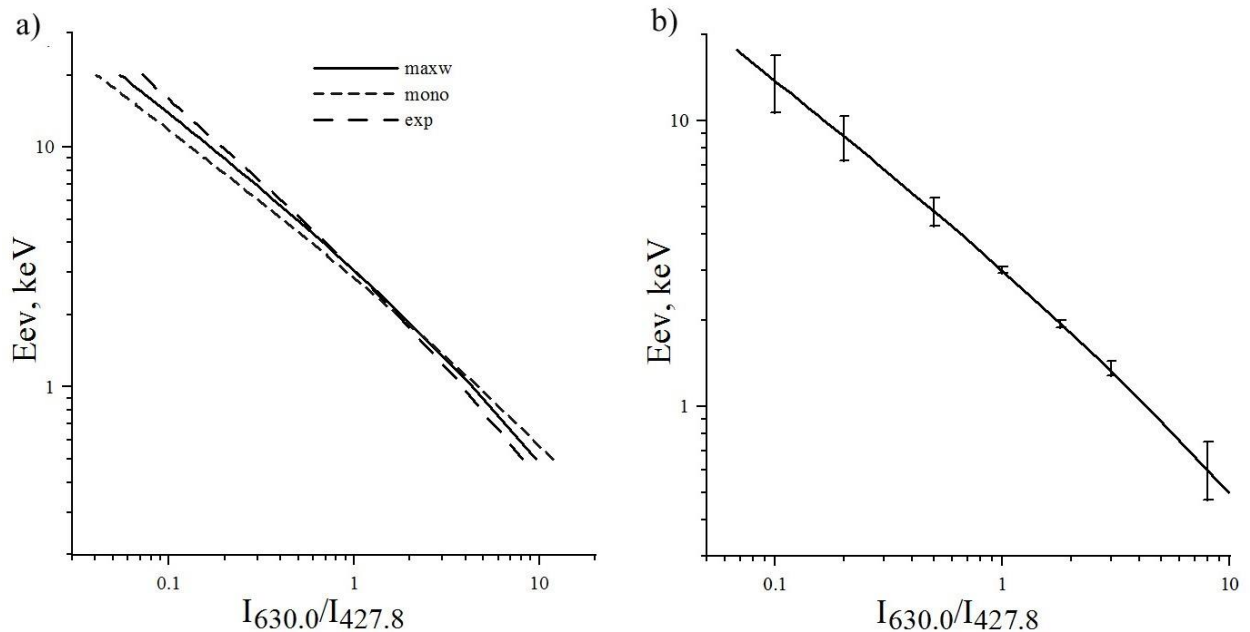 a)
maxw
mono
exp
10
1
Eev, keV
0.1 1 10
I630.0/I427.8
b)
10
1
Eev, keV
0.1 1 10
I630.0/I427.8